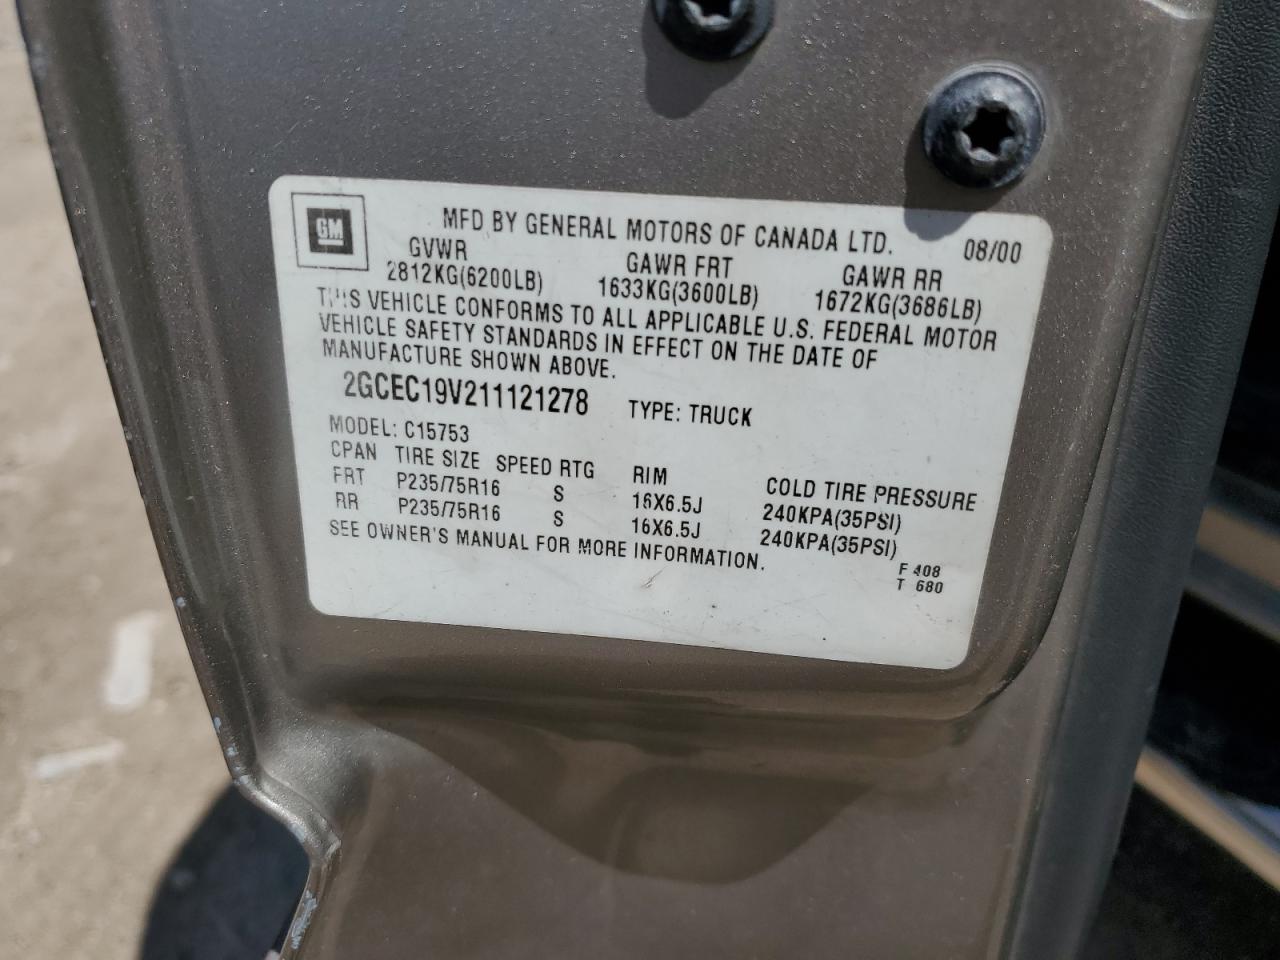 GM
MFD BY GENERAL MOTORS OF CANADA LTD. 08/00
GVWR GAWR FRT GAWR RR
2812KG(6200LB) 1633KG(3600LB) 1672KG(3686LB)
THIS VEHICLE CONFORMS TO ALL APPLICABLE U.S. FEDERAL MOTOR
VEHICLE SAFETY STANDARDS IN EFFECT ON THE DATE OF
MANUFACTURE SHOWN ABOVE.
2GCEC19V211121278 TYPE: TRUCK
MODEL: C15753
CPAN TIRE SIZE SPEED RTG RIM COLD TIRE PRESSURE
FRT P235/75R16 S 16X6.5J 240KPA(35PSI)
RR P235/75R16 S 16X6.5J 240KPA(35PSI)
SEE OWNER'S MANUAL FOR MORE INFORMATION.
F 408
T 680